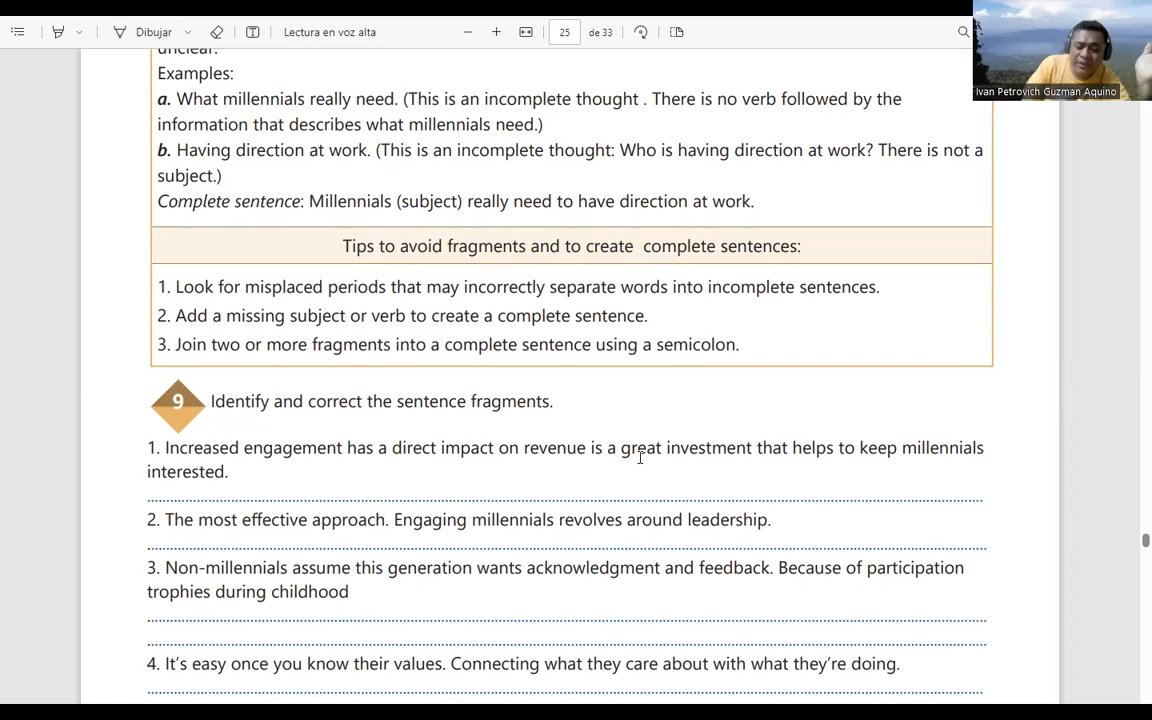 Dibujar
Lectura en voz alta
25
de 33
Ivan Petrovich Guzman Aquino
unclear.
Examples:
a. What millennials really need. (This is an incomplete thought . There is no verb followed by the
information that describes what millennials need.)
b. Having direction at work. (This is an incomplete thought: Who is having direction at work? There is not a
subject.)
Complete sentence: Millennials (subject) really need to have direction at work.
Tips to avoid fragments and to create complete sentences:
1. Look for misplaced periods that may incorrectly separate words into incomplete sentences.
2. Add a missing subject or verb to create a complete sentence.
3. Join two or more fragments into a complete sentence using a semicolon.
9 Identify and correct the sentence fragments.
1. Increased engagement has a direct impact on revenue is a great investment that helps to keep millennials
interested.
2. The most effective approach. Engaging millennials revolves around leadership.
3. Non-millennials assume this generation wants acknowledgment and feedback. Because of participation
trophies during childhood
4. It’s easy once you know their values. Connecting what they care about with what they’re doing.